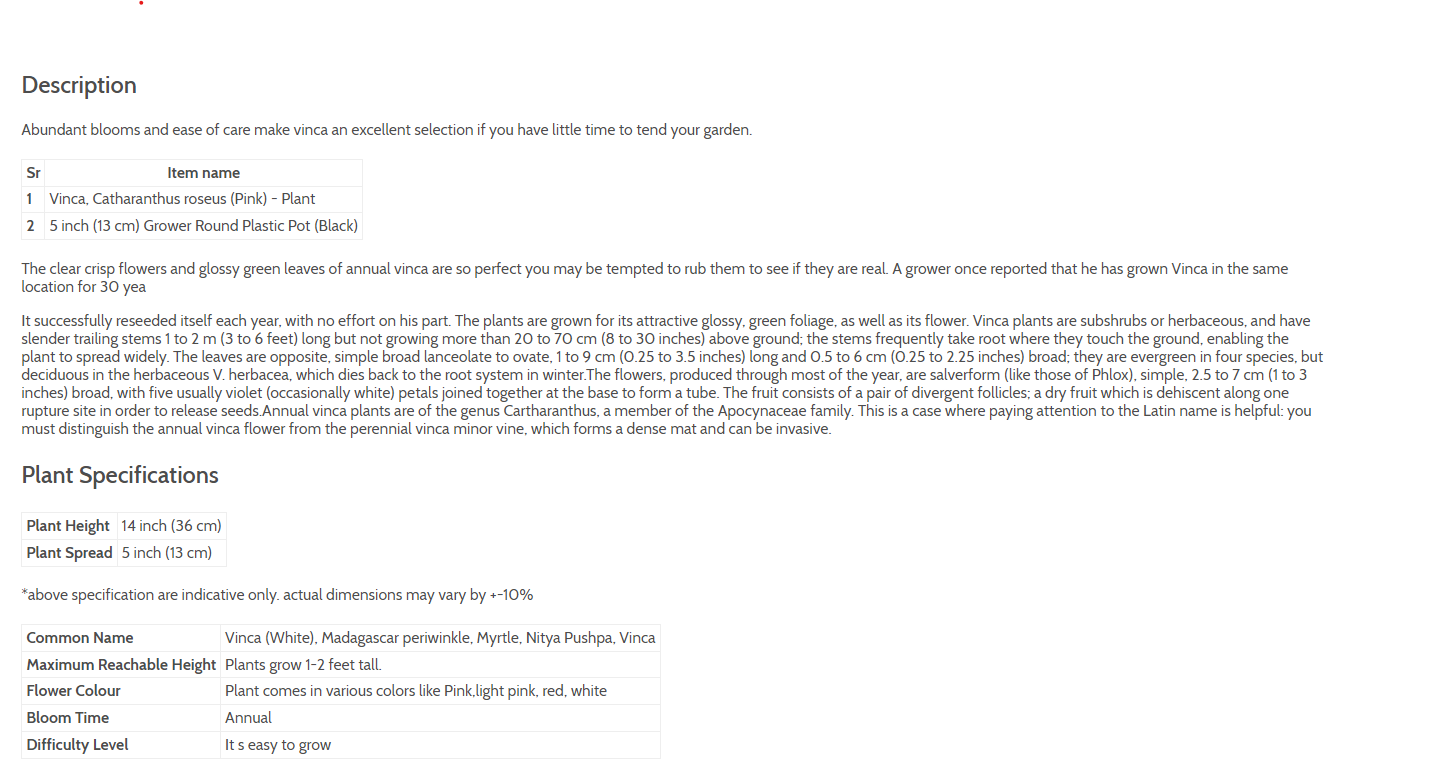 Description
Abundant blooms and ease of care make vinca an excellent selection if you have little time to tend your garden.
Sr Item name
1 Vinca, Catharanthus roseus (Pink) - Plant
2 5 inch (13 cm) Grower Round Plastic Pot (Black)
The clear crisp flowers and glossy green leaves of annual vinca are so perfect you may be tempted to rub them to see if they are real. A grower once reported that he has grown Vinca in the same
location for 30 yea
It successfully reseeded itself each year, with no effort on his part. The plants are grown for its attractive glossy, green foliage, as well as its flower. Vinca plants are subshrubs or herbaceous, and have
slender trailing stems 1 to 2 m (3 to 6 feet) long but not growing more than 20 to 70 cm (8 to 30 inches) above ground; the stems frequently take root where they touch the ground, enabling the
plant to spread widely. The leaves are opposite, simple broad lanceolate to ovate, 1 to 9 cm (0.25 to 3.5 inches) long and 0.5 to 6 cm (0.25 to 2.25 inches) broad; they are evergreen in four species, but
deciduous in the herbaceous V. herbacea, which dies back to the root system in winter.The flowers, produced through most of the year, are salverform (like those of Phlox), simple, 2.5 to 7 cm (1 to 3
inches) broad, with five usually violet (occasionally white) petals joined together at the base to form a tube. The fruit consists of a pair of divergent follicles; a dry fruit which is dehiscent along one
rupture site in order to release seeds.Annual vinca plants are of the genus Cartharanthus, a member of the Apocynaceae family. This is a case where paying attention to the Latin name is helpful: you
must distinguish the annual vinca flower from the perennial vinca minor vine, which forms a dense mat and can be invasive.
Plant Specifications
Plant Height 14 inch (36 cm)
Plant Spread 5 inch (13 cm)
*above specification are indicative only. actual dimensions may vary by +-10%
Common Name Vinca (White), Madagascar periwinkle, Myrtle, Nitya Pushpa, Vinca
Maximum Reachable Height Plants grow 1-2 feet tall.
Flower Colour Plant comes in various colors like Pink,light pink, red, white
Bloom Time Annual
Difficulty Level It s easy to grow